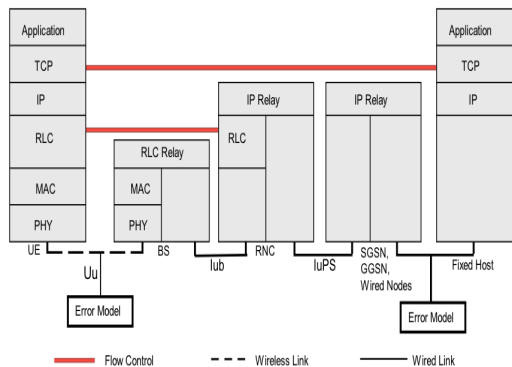 Application
TCP
IP
RLC
MAC
PHY
UE
Uu
Error Model
RLC Relay
MAC
PHY
BS
Iub
IP Relay
RLC
RNC
IuPS
IP Relay
SGSN,
GGSN,
Wired Nodes
Error Model
Application
TCP
IP
Fixed Host
Flow Control
Wireless Link
Wired Link